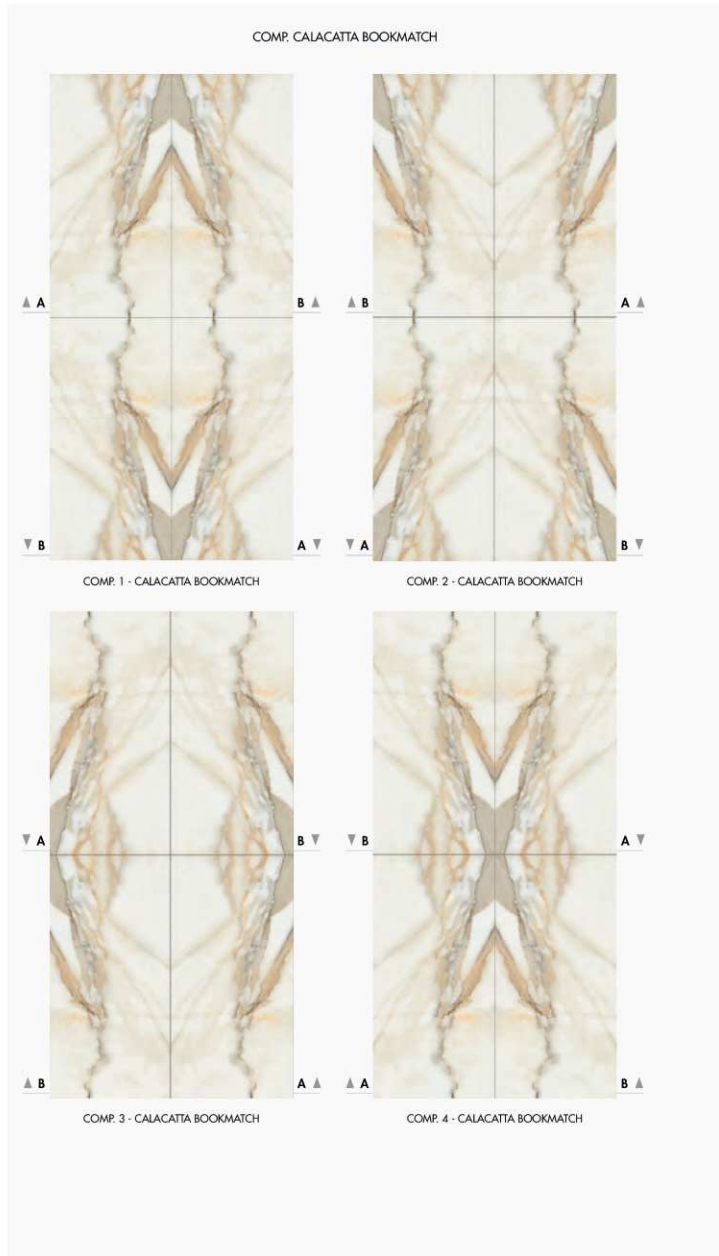 COMP. CALACATTA BOOKMATCH
▲ A B ▲
▲ B A ▲
▼ B A ▼
▼ A B ▼
COMP. 1 - CALACATTA BOOKMATCH
COMP. 2 - CALACATTA BOOKMATCH
▼ A B ▼
▼ B A ▼
▲ B A ▲
▲ A B ▲
COMP. 3 - CALACATTA BOOKMATCH
COMP. 4 - CALACATTA BOOKMATCH